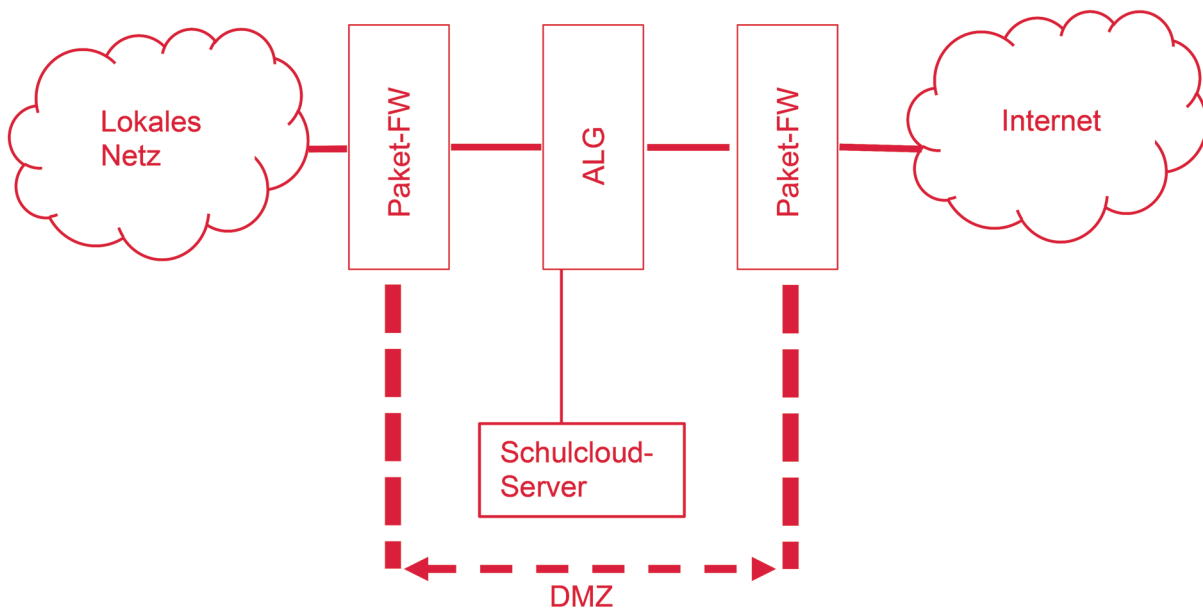 Lokales
Netz
Paket-FW
ALG
Paket-FW
Internet
Schulcloud-
Server
DMZ